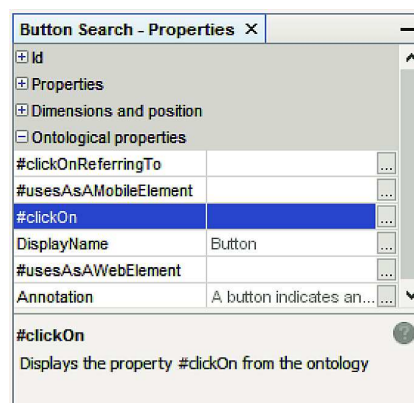 Button Search - Properties ×
Id
Properties
Dimensions and position
Ontological properties
#clickOnReferringTo ...
#usesAsAMobileElement ...
#clickOn ...
DisplayName Button ...
#usesAsAWebElement ...
Annotation A button indicates an... ...
#clickOn ?
Displays the property #clickOn from the ontology